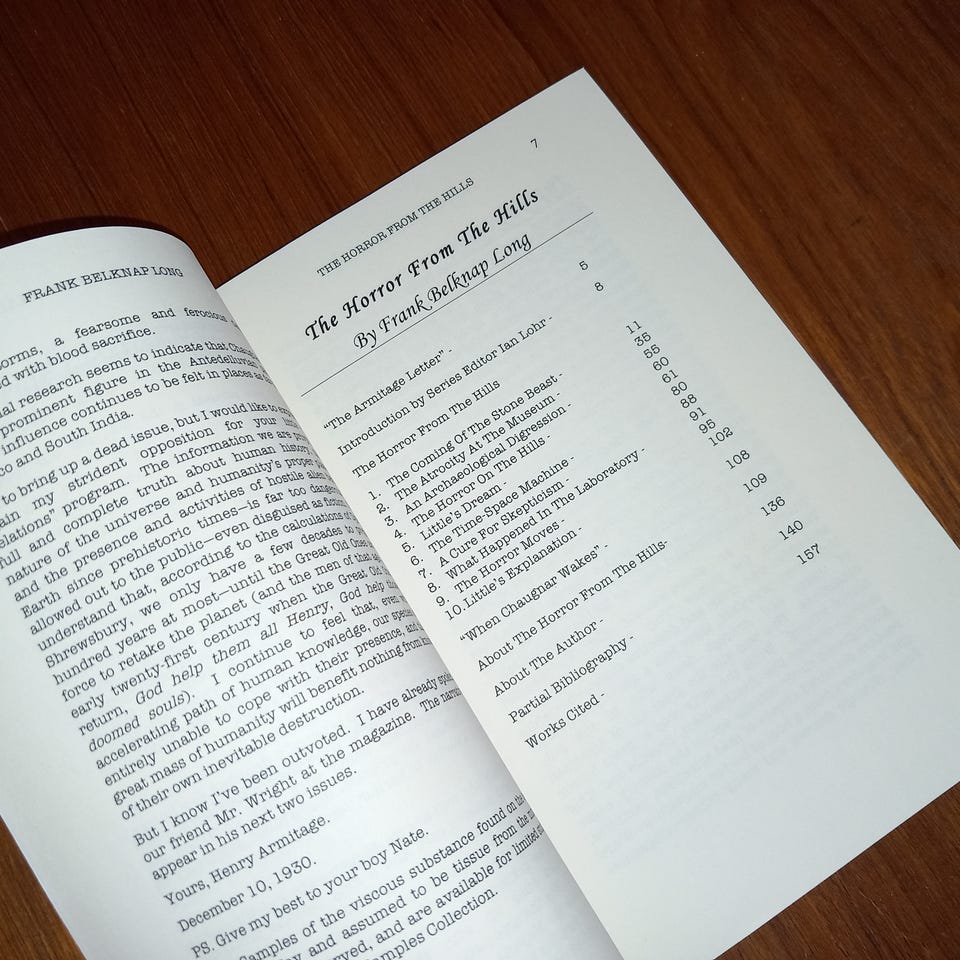 FRANK BELKNAP LONG
a fearsome and ferocious
ed with blood sacrifice.
research seems to indicate that
prominent figure in the Antedelluvian
influence continues to be felt in places as
co and South India.
to bring up a dead issue, but I would like to
my strident opposition for your
program. The information we are
full and complete truth about human
nature of the universe and humanity's proper
and the presence and activities of hostile
Earth since prehistoric times—is far too
allowed out to the public—even disguised as
understand that, according to the calculations of
Shrewsbury, we only have a few decades to
hundred years at most—until the Great Old
force to retake the planet (and the men of
early twenty-first century when the Great
return, God help them all Henry, God help
doomed souls). I continue to feel that,
accelerating path of human knowledge, our
entirely unable to cope with their presence, and
great mass of humanity will benefit nothing from
of their own inevitable destruction.
But I know I've been outvoted. I have already
our friend Mr. Wright at the magazine. The
appear in his next two issues.
Yours, Henry Armitage.
December 10, 1930.
PS. Give my best to your boy Nate.
Samples of the viscous substance found on the
and assumed to be tissue from the
and are available for limited
Samples Collection.
THE HORROR FROM THE HILLS 7
The Horror From The Hills
By Frank Belknap Long
"The Armitage Letter" - 5
Introduction by Series Editor Ian Lohr - 8
The Horror From The Hills
1. The Coming Of The Stone Beast - 11
2. The Atrocity At The Museum - 35
3. An Archaeological Digression - 55
4. The Horror On The Hills - 60
5. Little's Dream - 61
6. The Time-Space Machine - 80
7. A Cure For Skepticism - 88
8. What Happened In The Laboratory - 91
9. The Horror Moves - 95
10. Little's Explanation - 102
"When Chaugnar Wakes" - 108
About The Horror From The Hills- 109
About The Author - 136
Partial Bibliography - 140
Works Cited - 157